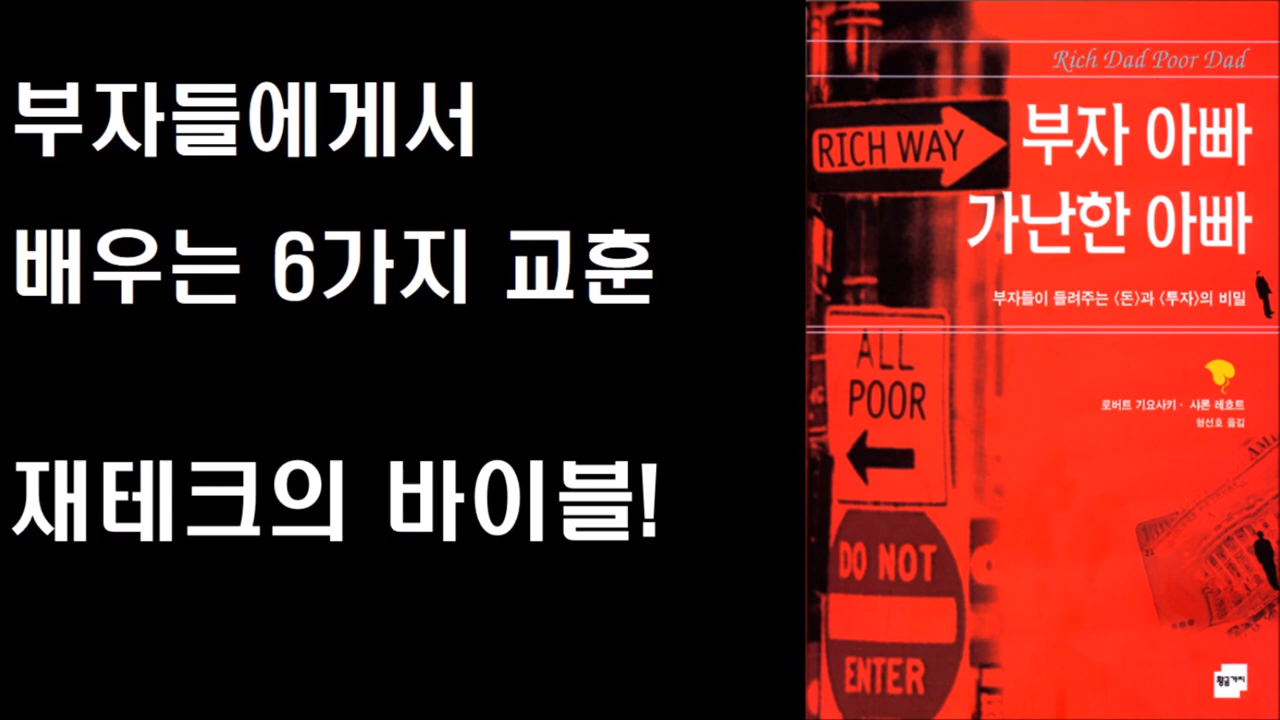 부자들에게서
배우는 6가지 교훈
재테크의 바이블!
Rich Dad Poor Dad
부자 아빠
가난한 아빠
부자들이 들려주는 〈돈〉과 〈투자〉의 비밀
로버트 기요사키 · 샤론 레흐트
형선호 옮김
RICH WAY
ALL
POOR
DO NOT
ENTER
황금가지